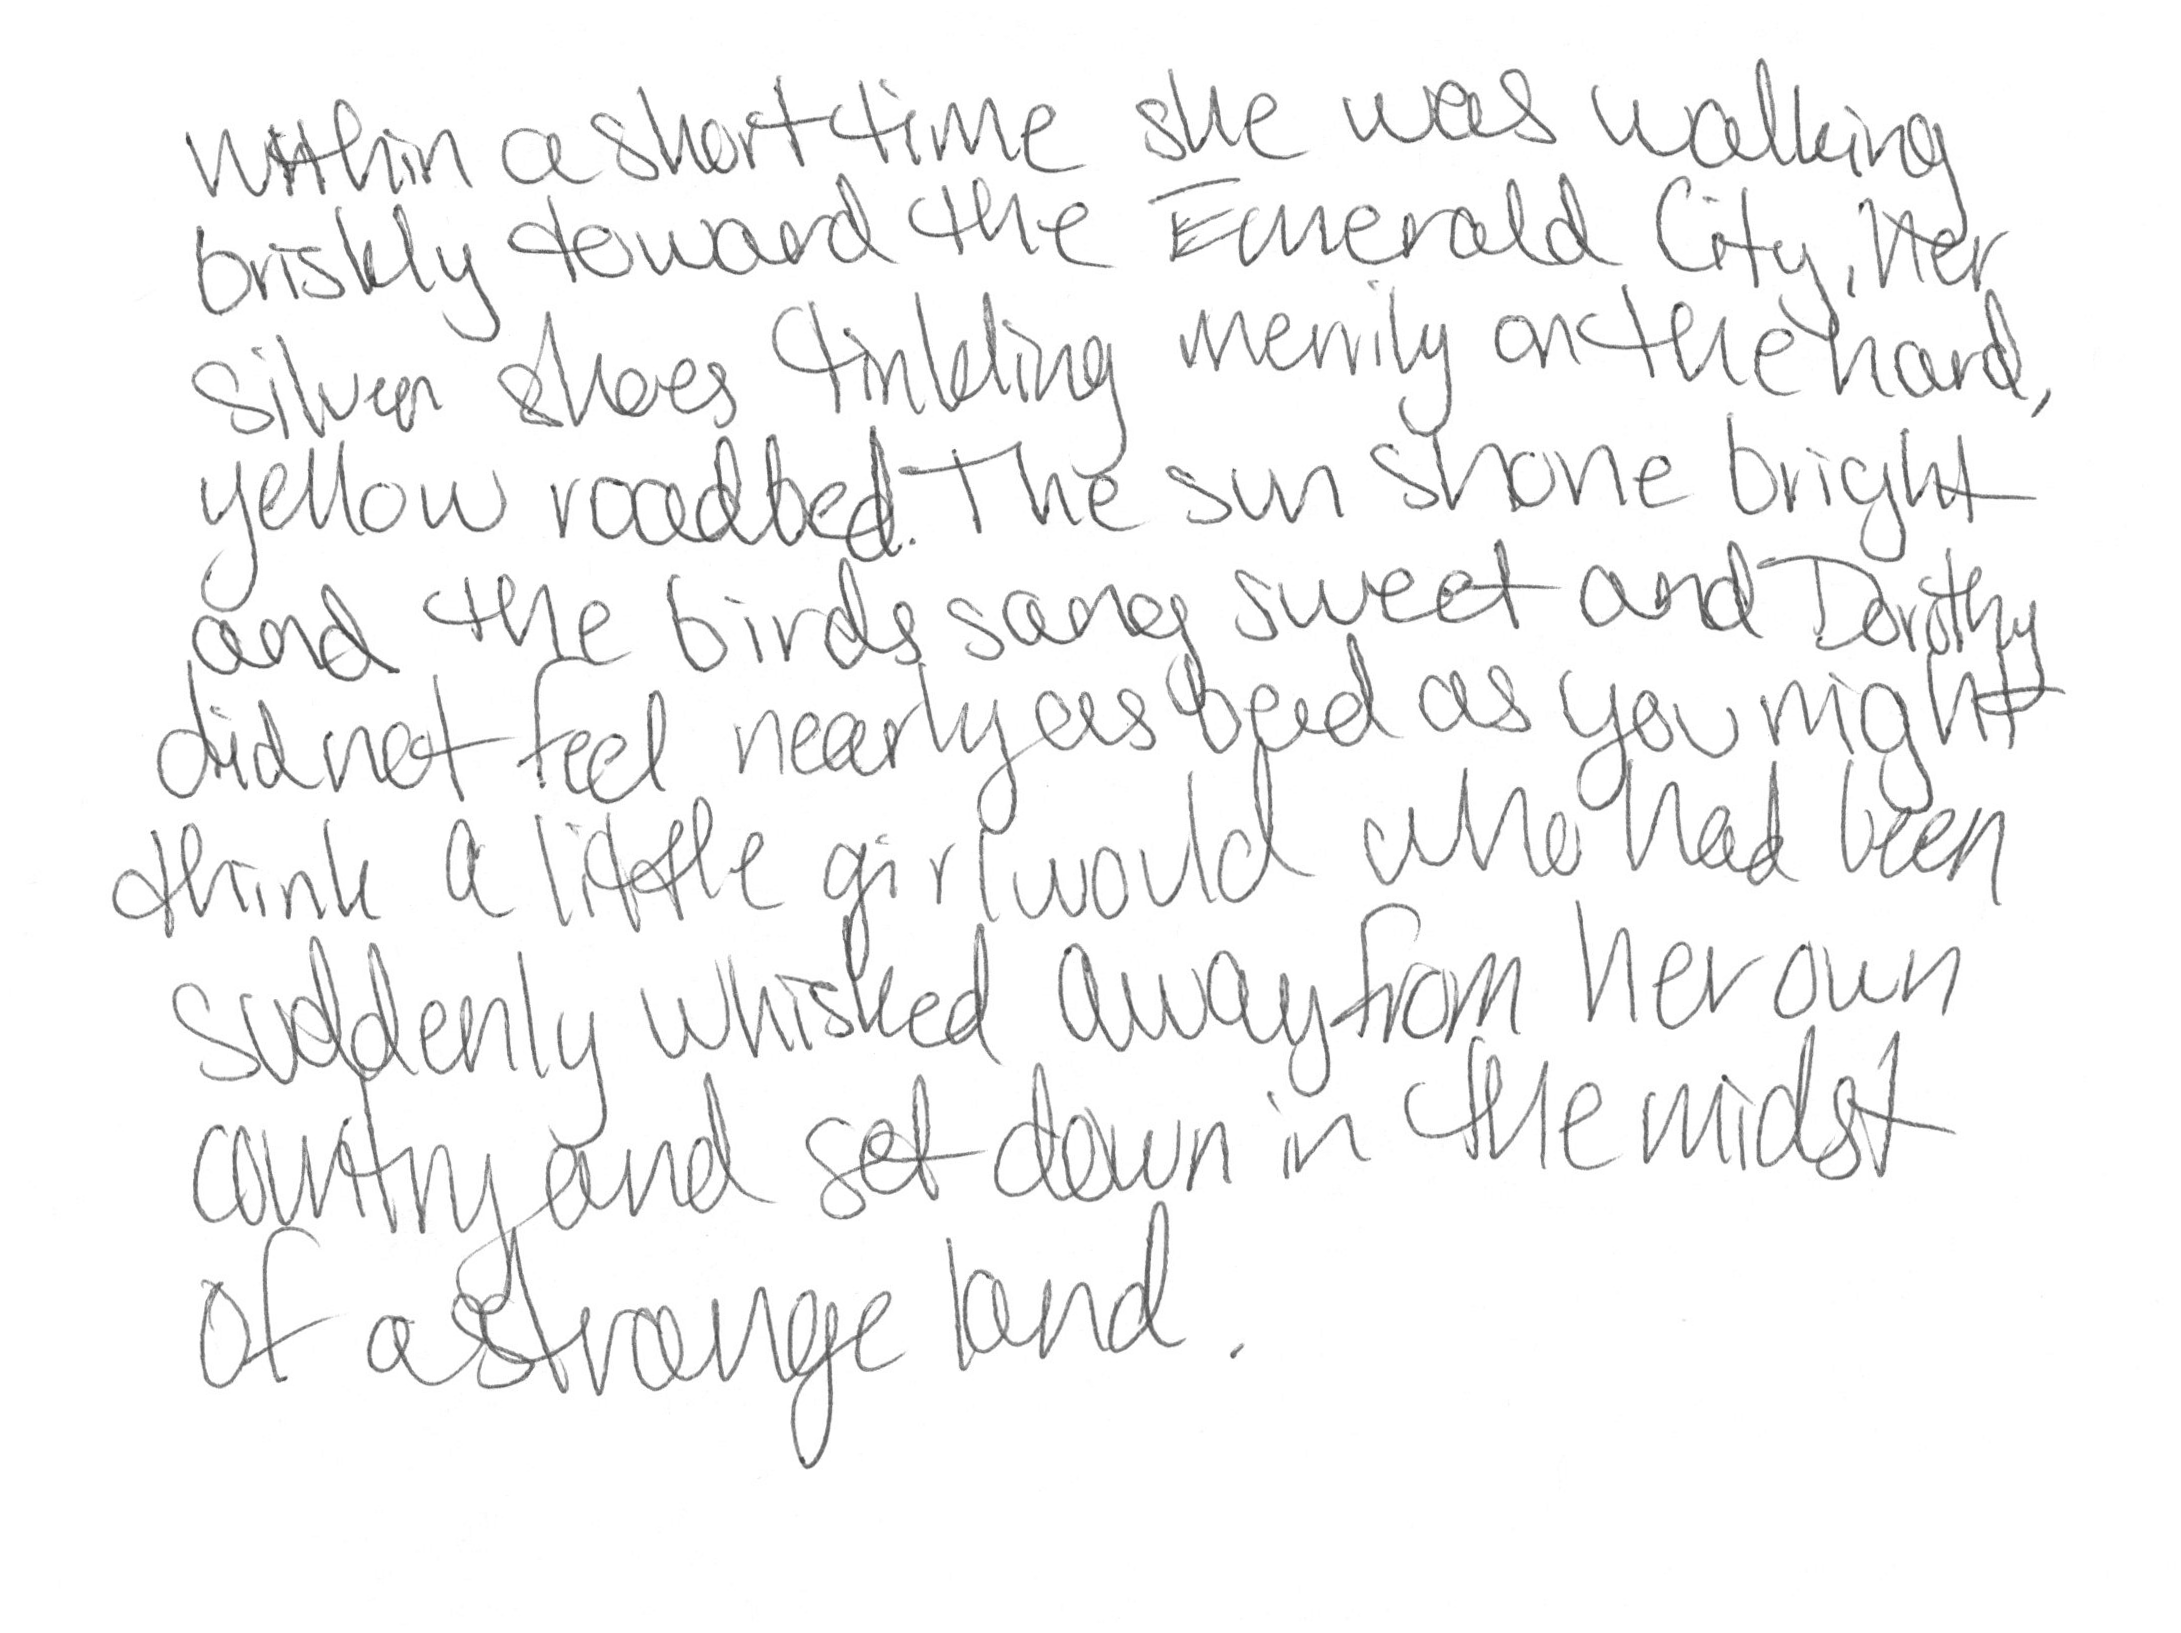 Within a short time she was walking
briskly toward the Emerald City, Her
silver shoes tinkling merrily on the hard,
yellow roadbed. The sun shone bright
and the birds sang sweet and Dorothy
did not feel nearly as bad as you might
think a little girl would who had been
suddenly whisked away from her own
country and set down in the midst
of a strange land.